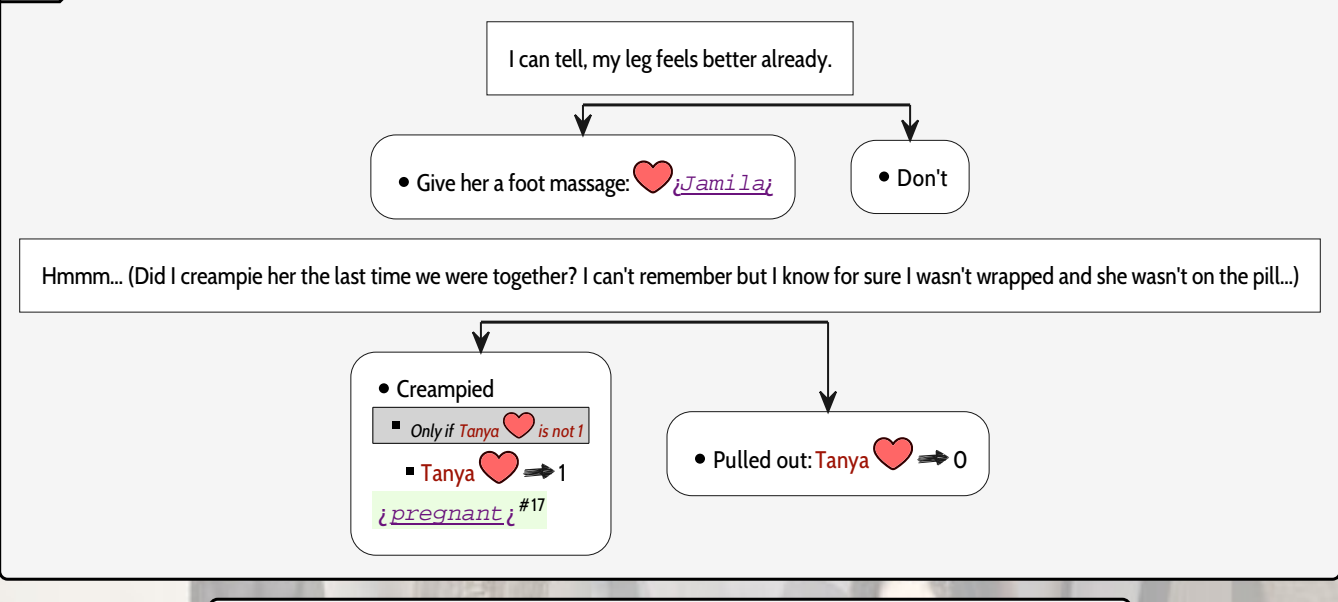 I can tell, my leg feels better already.
• Give her a foot massage: ¿Jamila¿
• Don't
Hmmm... (Did I creampie her the last time we were together? I can't remember but I know for sure I wasn't wrapped and she wasn't on the pill...)
• Creampied
▪ Only if Tanya is not 1
▪ Tanya 1
¿pregnant¿#17
• Pulled out: Tanya 0